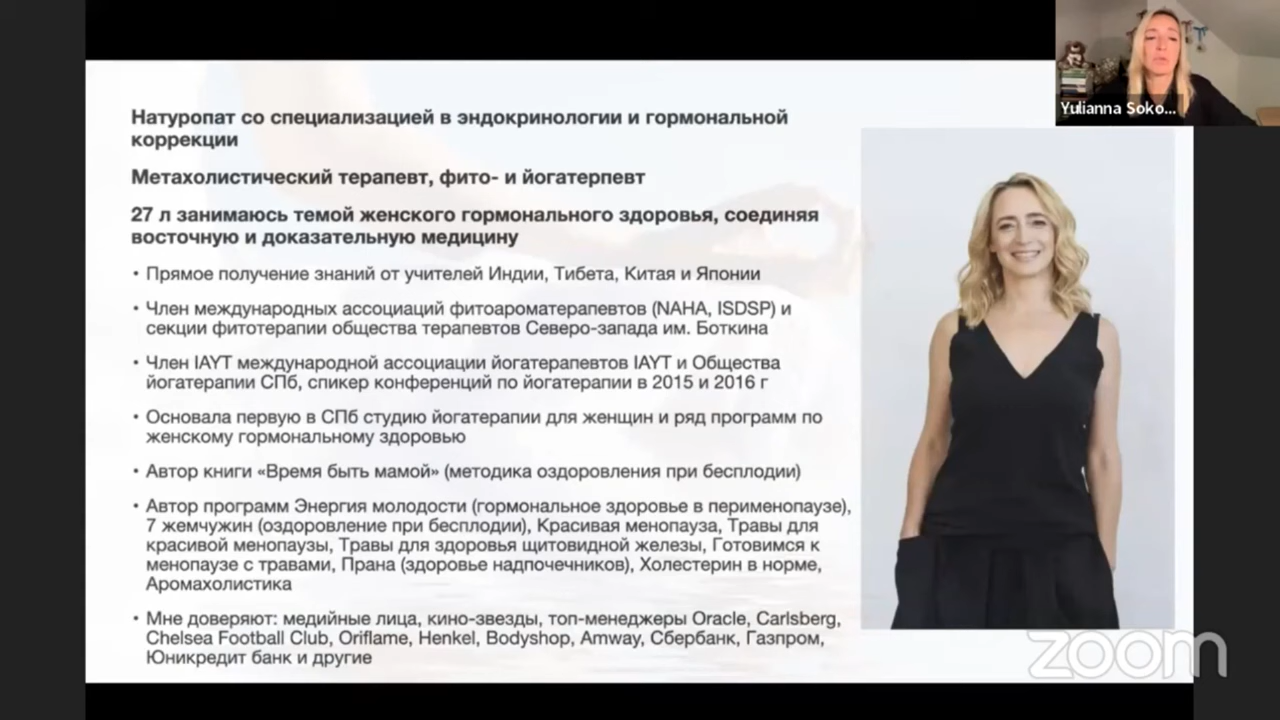 Натуропат со специализацией в эндокринологии и гормональной
коррекции
Метахолистический терапевт, фито- и йогатерпевт
27 л занимаюсь темой женского гормонального здоровья, соединяя
восточную и доказательную медицину
• Прямое получение знаний от учителей Индии, Тибета, Китая и Японии
• Член международных ассоциаций фитоароматерапевтов (NAHA, ISDSP) и
секции фитотерапии общества терапевтов Северо-запада им. Боткина
• Член IAYT международной ассоциации йогатерапевтов IAYT и Общества
йогатерапии СПб, спикер конференций по йогатерапии в 2015 и 2016 г
• Основала первую в СПб студию йогатерапии для женщин и ряд программ по
женскому гормональному здоровью
• Автор книги «Время быть мамой» (методика оздоровления при бесплодии)
• Автор программ Энергия молодости (гормональное здоровье в перименопаузе),
7 жемчужин (оздоровление при бесплодии), Красивая менопауза, Травы для
красивой менопаузы, Травы для здоровья щитовидной железы, Готовимся к
менопаузе с травами, Прана (здоровье надпочечников), Холестерин в норме,
Аромахолистика
• Мне доверяют: медийные лица, кино-звезды, топ-менеджеры Oracle, Carlsberg,
Chelsea Football Club, Oriflame, Henkel, Bodyshop, Amway, Сбербанк, Газпром,
Юникредит банк и другие
Yulianna Soko...
zoom